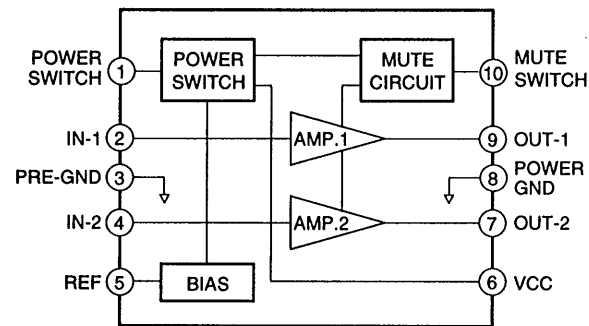 POWER
SWITCH
1
POWER
SWITCH
MUTE
CIRCUIT
10
MUTE
SWITCH
IN-1
2
AMP.1
9
OUT-1
PRE-GND
3
8
POWER
GND
IN-2
4
AMP.2
7
OUT-2
REF
5
BIAS
6
VCC